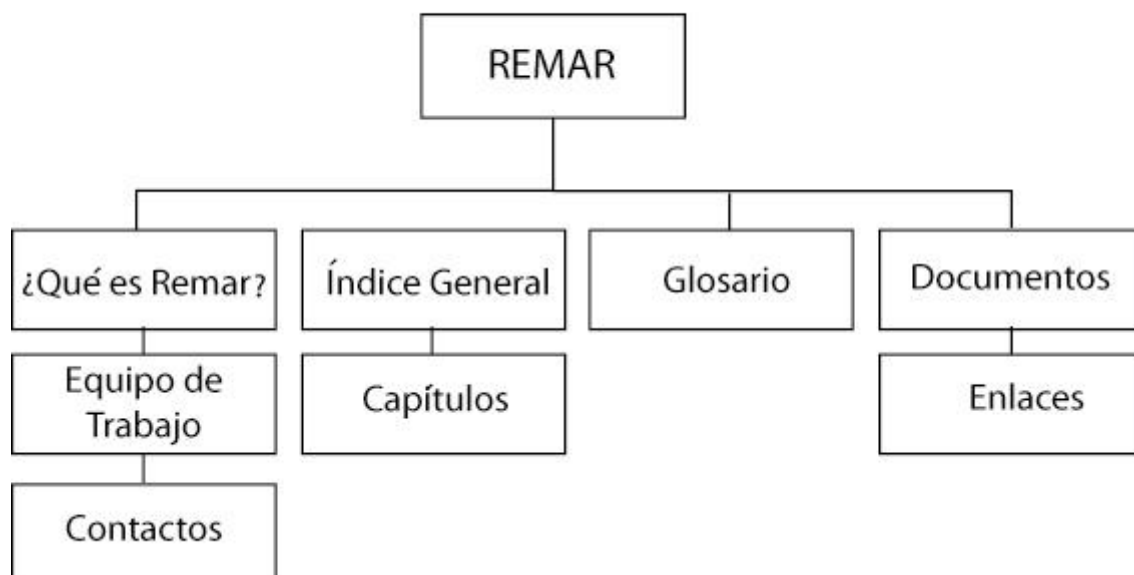 REMAR
¿Qué es Remar?
Índice General
Glosario
Documentos
Equipo de
Trabajo
Capítulos
Enlaces
Contactos